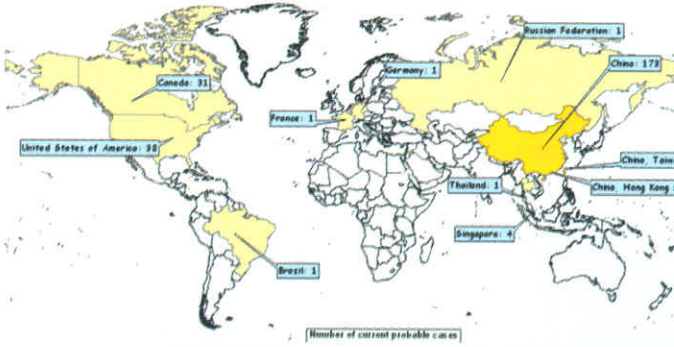 Russian Federation: 1
China: 173
Germany: 1
Canada: 31
France: 1
United States of America: 38
China, Taiw
Thailand: 1
China, Hong Kong
Singapore: 4
Brasil: 1
Number of current probable cases